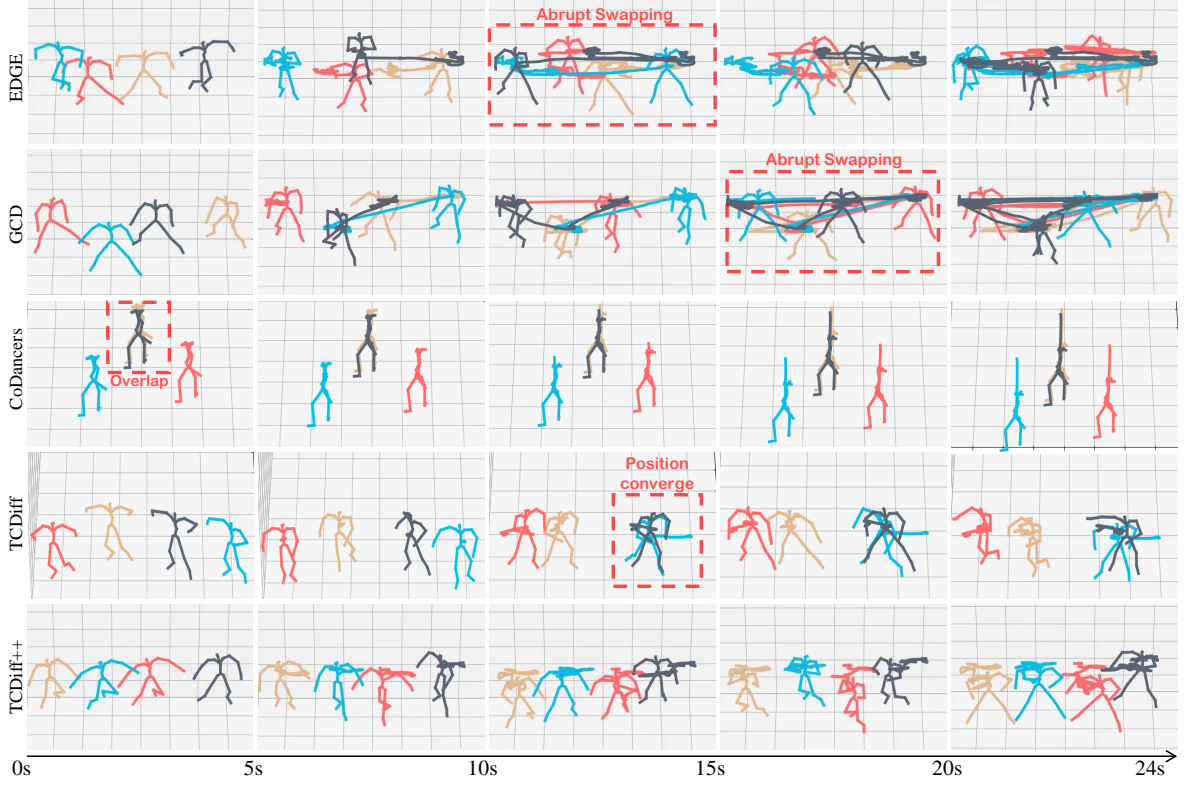 EDGE
Abrupt Swapping
GCD
Abrupt Swapping
CoDancers
Overlap
TCDiff
Position
converge
TCDiff++
0s 5s 10s 15s 20s 24s